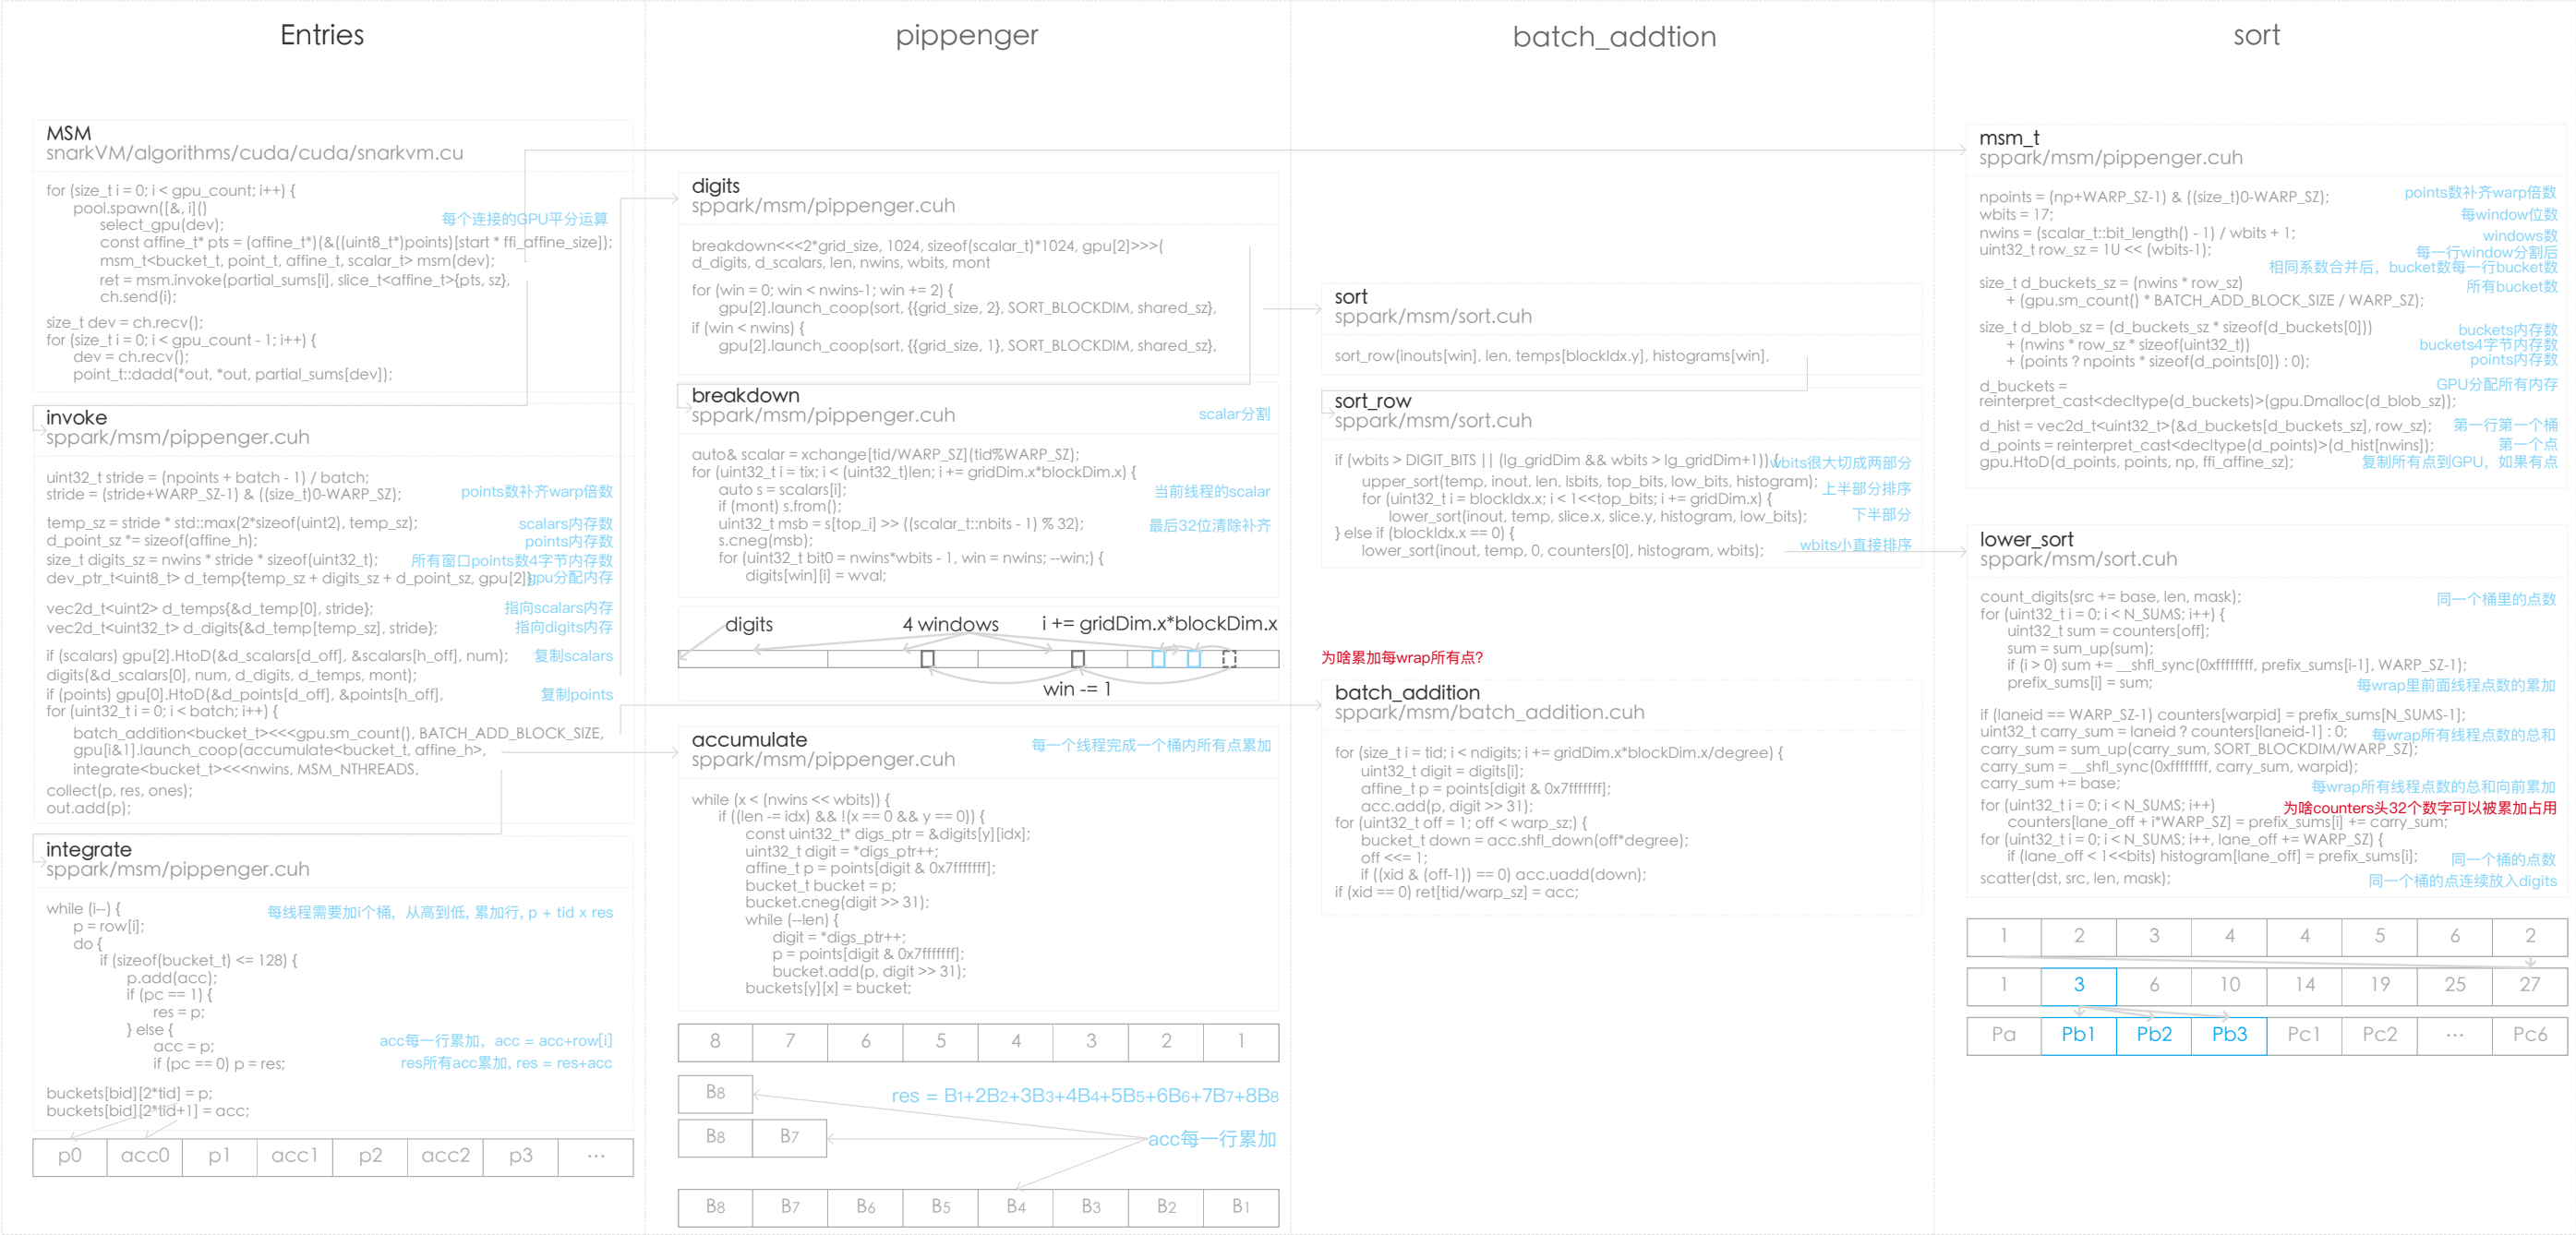 Entries
MSM
snarkVM/algorithms/cuda/cuda/snarkvm.cu
for (size_t i = 0; i < gpu_count; i++) {
pool.spawn([&, i]()
每个连接的GPU平分运算
select_gpu(dev);
const affine_t* pts = (affine_t*)(&((uint8_t*)points)[start * ffi_affine_size]);
msm_t<bucket_t, point_t, affine_t, scalar_t> msm(dev);
ret = msm.invoke(partial_sums[i], slice_t<affine_t>{pts, sz},
ch.send(i);
size_t dev = ch.recv();
for (size_t i = 0; i < gpu_count - 1; i++) {
dev = ch.recv();
point_t::dadd(*out, *out, partial_sums[dev]);
invoke
sppark/msm/pippenger.cuh
uint32_t stride = (npoints + batch - 1) / batch;
stride = (stride+WARP_SZ-1) & ((size_t)0-WARP_SZ); points数补齐warp倍数
temp_sz = stride * std::max(2*sizeof(uint2), temp_sz); scalars内存数
d_point_sz *= sizeof(affine_h); points内存数
size_t digits_sz = nwins * stride * sizeof(uint32_t); 所有窗口points数4字节内存数
dev_ptr_t<uint8_t> d_temp{temp_sz + digits_sz + d_point_sz, gpu[2]}; gpu分配内存
vec2d_t<uint2> d_temps{&d_temp[0], stride}; 指向scalars内存
vec2d_t<uint32_t> d_digits{&d_temp[temp_sz], stride}; 指向digits内存
if (scalars) gpu[2].HtoD(&d_scalars[d_off], &scalars[h_off], num); 复制scalars
digits(&d_scalars[0], num, d_digits, d_temps, mont);
if (points) gpu[0].HtoD(&d_points[d_off], &points[h_off], 复制points
for (uint32_t i = 0; i < batch; i++) {
batch_addition<bucket_t><<<gpu.sm_count(), BATCH_ADD_BLOCK_SIZE,
gpu[i&1].launch_coop(accumulate<bucket_t, affine_h>,
integrate<bucket_t><<<nwins, MSM_NTHREADS,
collect(p, res, ones);
out.add(p);
integrate
sppark/msm/pippenger.cuh
while (i--) { 每线程需要加i个桶，从高到低, 累加行, p + tid x res
p = row[i];
do {
if (sizeof(bucket_t) <= 128) {
p.add(acc);
if (pc == 1) {
res = p;
} else {
acc = p; acc每一行累加，acc = acc+row[i]
if (pc == 0) p = res; res所有acc累加, res = res+acc
buckets[bid][2*tid] = p;
buckets[bid][2*tid+1] = acc;
p0 acc0 p1 acc1 p2 acc2 p3 ...
pippenger
digits
sppark/msm/pippenger.cuh
breakdown<<<2*grid_size, 1024, sizeof(scalar_t)*1024, gpu[2]>>>(
d_digits, d_scalars, len, nwins, wbits, mont
for (win = 0; win < nwins-1; win += 2) {
gpu[2].launch_coop(sort, {{grid_size, 2}, SORT_BLOCKDIM, shared_sz},
if (win < nwins) {
gpu[2].launch_coop(sort, {{grid_size, 1}, SORT_BLOCKDIM, shared_sz},
breakdown
sppark/msm/pippenger.cuh scalar分割
auto& scalar = xchange[tid/WARP_SZ](tid%WARP_SZ);
for (uint32_t i = tix; i < (uint32_t)len; i += gridDim.x*blockDim.x) {
auto s = scalars[i]; 当前线程的scalar
if (mont) s.from();
uint32_t msb = s[top_i] >> ((scalar_t::nbits - 1) % 32); 最后32位清除补齐
s.cneg(msb);
for (uint32_t bit0 = nwins*wbits - 1, win = nwins; --win;) {
digits[win][i] = wval;
digits 4 windows i += gridDim.x*blockDim.x
win -= 1
accumulate
每一个线程完成一个桶内所有点累加
sppark/msm/pippenger.cuh
while (x < (nwins << wbits)) {
if ((len -= idx) && !(x == 0 && y == 0)) {
const uint32_t* digs_ptr = &digits[y][idx];
uint32_t digit = *digs_ptr++;
affine_t p = points[digit & 0x7fffffff];
bucket_t bucket = p;
bucket.cneg(digit >> 31);
while (--len) {
digit = *digs_ptr++;
p = points[digit & 0x7fffffff];
bucket.add(p, digit >> 31);
buckets[y][x] = bucket;
8 7 6 5 4 3 2 1
B8 res = B1+2B2+3B3+4B4+5B5+6B6+7B7+8B8
B8 B7 acc每一行累加
B8 B7 B6 B5 B4 B3 B2 B1
batch_addtion
sort
sppark/msm/sort.cuh
sort_row(inouts[win], len, temps[blockIdx.y], histograms[win],
sort_row
sppark/msm/sort.cuh
if (wbits > DIGIT_BITS || (lg_gridDim && wbits > lg_gridDim+1)) { wbits很大切成两部分
upper_sort(temp, inout, len, lsbits, top_bits, low_bits, histogram); 上半部分排序
for (uint32_t i = blockIdx.x; i < 1<<top_bits; i += gridDim.x) {
lower_sort(inout, temp, slice.x, slice.y, histogram, low_bits); 下半部分
} else if (blockIdx.x == 0) {
lower_sort(inout, temp, 0, counters[0], histogram, wbits); wbits小直接排序
为啥累加每wrap所有点?
batch_addition
sppark/msm/batch_addition.cuh
for (size_t i = tid; i < ndigits; i += gridDim.x*blockDim.x/degree) {
uint32_t digit = digits[i];
affine_t p = points[digit & 0x7fffffff];
acc.add(p, digit >> 31);
for (uint32_t off = 1; off < warp_sz;) {
bucket_t down = acc.shfl_down(off*degree);
off <<= 1;
if ((xid & (off-1)) == 0) acc.uadd(down);
if (xid == 0) ret[tid/warp_sz] = acc;
sort
msm_t
sppark/msm/pippenger.cuh
npoints = (np+WARP_SZ-1) & ((size_t)0-WARP_SZ); points数补齐warp倍数
wbits = 17; 每window位数
nwins = (scalar_t::bit_length() - 1) / wbits + 1; windows数
uint32_t row_sz = 1U << (wbits-1); 每一行window分割后
相同系数合并后，bucket数每一行bucket数
size_t d_buckets_sz = (nwins * row_sz) 所有bucket数
+ (gpu.sm_count() * BATCH_ADD_BLOCK_SIZE / WARP_SZ);
size_t d_blob_sz = (d_buckets_sz * sizeof(d_buckets[0])) buckets内存数
+ (nwins * row_sz * sizeof(uint32_t)) buckets4字节内存数
+ (points ? npoints * sizeof(d_points[0]) : 0); points内存数
d_buckets = GPU分配所有内存
reinterpret_cast<decltype(d_buckets)>(gpu.Dmalloc(d_blob_sz));
d_hist = vec2d_t<uint32_t>(&d_buckets[d_buckets_sz], row_sz); 第一行第一个桶
d_points = reinterpret_cast<decltype(d_points)>(d_hist[nwins]); 第一个点
gpu.HtoD(d_points, points, np, ffi_affine_sz); 复制所有点到GPU，如果有点
lower_sort
sppark/msm/sort.cuh
count_digits(src += base, len, mask); 同一个桶里的点数
for (uint32_t i = 0; i < N_SUMS; i++) {
uint32_t sum = counters[off];
sum = sum_up(sum);
if (i > 0) sum += __shfl_sync(0xffffffff, prefix_sums[i-1], WARP_SZ-1);
prefix_sums[i] = sum; 每wrap里前面线程点数的累加
if (laneid == WARP_SZ-1) counters[warpid] = prefix_sums[N_SUMS-1];
uint32_t carry_sum = laneid ? counters[laneid-1] : 0; 每wrap所有线程点数的总和
carry_sum = sum_up(carry_sum, SORT_BLOCKDIM/WARP_SZ);
carry_sum = __shfl_sync(0xffffffff, carry_sum, warpid);
carry_sum += base; 每wrap所有线程点数的总和向前累加
for (uint32_t i = 0; i < N_SUMS; i++) 为啥counters头32个数字可以被累加占用
counters[lane_off + i*WARP_SZ] = prefix_sums[i] += carry_sum;
for (uint32_t i = 0; i < N_SUMS; i++, lane_off += WARP_SZ) {
if (lane_off < 1<<bits) histogram[lane_off] = prefix_sums[i]; 同一个桶的点数
scatter(dst, src, len, mask); 同一个桶的点连续放入digits
1 2 3 4 4 5 6 2
1 3 6 10 14 19 25 27
Pa Pb1 Pb2 Pb3 Pc1 Pc2 ... Pc6